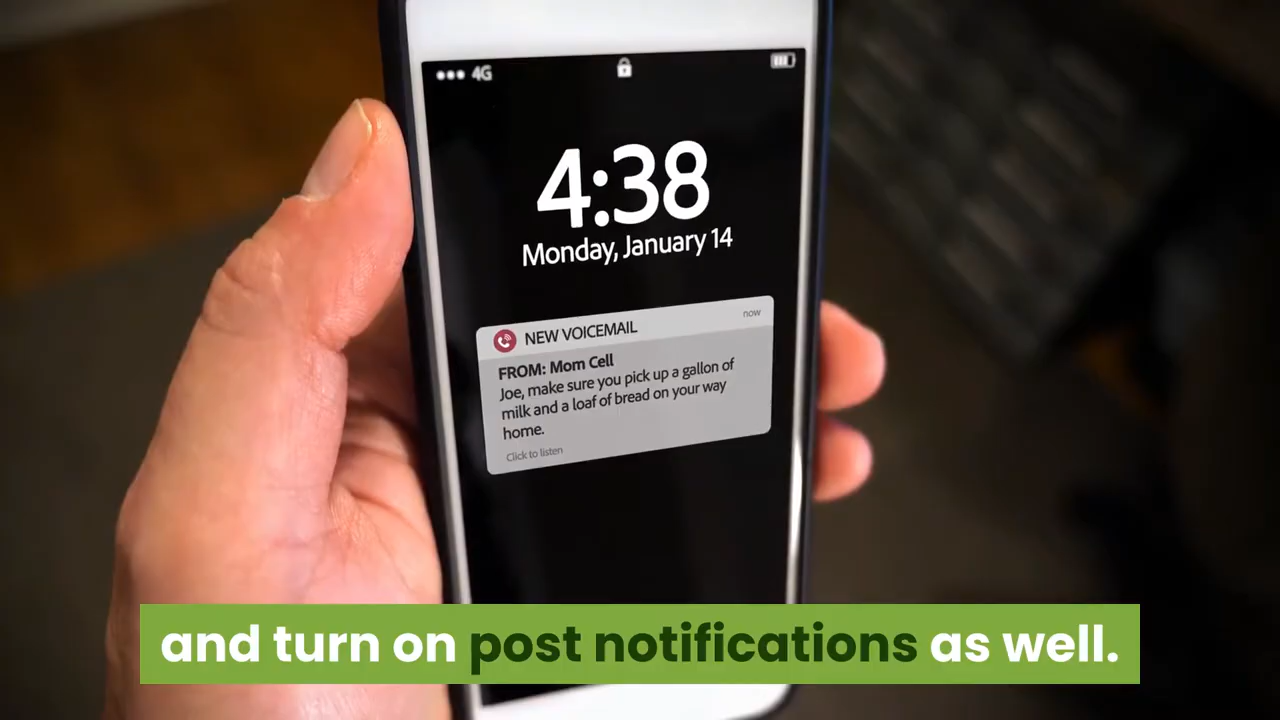 4G
4:38
Monday, January 14
NEW VOICEMAIL
now
FROM: Mom Cell
Joe, make sure you pick up a gallon of
milk and a loaf of bread on your way
home.
Click to listen
and turn on post notifications as well.